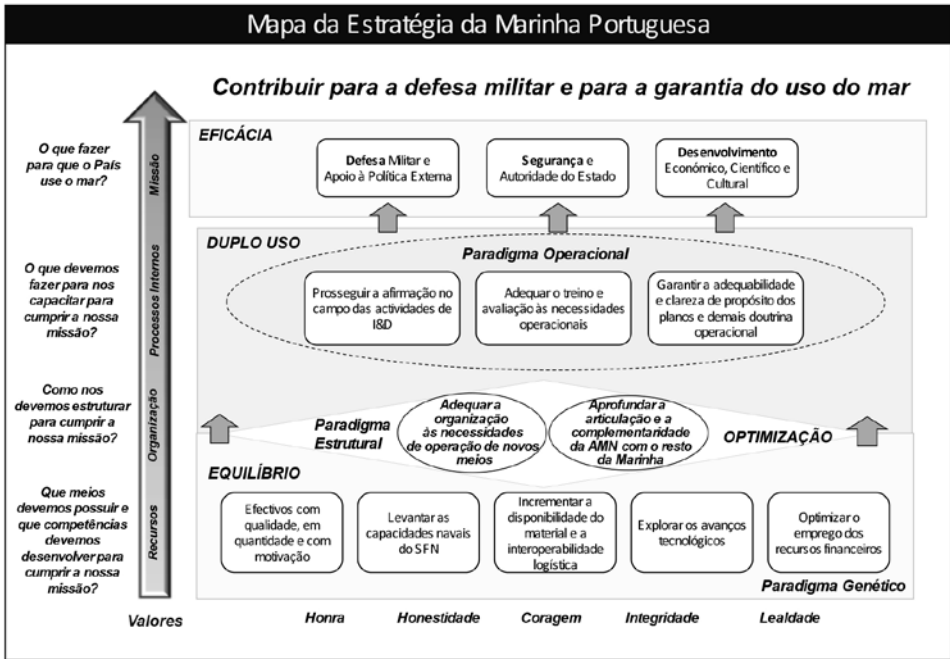 Mapa da Estratégia da Marinha Portuguesa
Contribuir para a defesa militar e para a garantia do uso do mar
O que fazer
para que o País
use o mar?
Missão
EFICÁCIA
Defesa Militar e
Apoio à Política Externa
Segurança e
Autoridade do Estado
Desenvolvimento
Económico, Científico e
Cultural
O que devemos
fazer para nos
capacitar para
cumprir a nossa
missão?
Processos Internos
DUPLO USO
Paradigma Operacional
Prosseguir a afirmação no
campo das actividades de
I&D
Adequar o treino e
avaliação às necessidades
operacionais
Garantir a adequabilidade
e clareza de propósito dos
planos e demais doutrina
operacional
Como nos
devemos estruturar
para cumprir a
nossa missão?
Organização
Paradigma
Estrutural
Adequar a
organização
às necessidades
de operação de novos
meios
Aprofundar a
articulação e a
complementaridade
da AMN com o resto
da Marinha
OPTIMIZAÇÃO
Que meios
devemos possuir e
que competências
devemos
desenvolver para
cumprir a nossa
missão?
Recursos
EQUILÍBRIO
Efectivos com
qualidade, em
quantidade e com
motivação
Levantar as
capacidades navais
do SFN
Incrementar a
disponibilidade do
material e a
interoperabilidade
logística
Explorar os avanços
tecnológicos
Optimizar o
emprego dos
recursos financeiros
Paradigma Genético
Valores
Honra
Honestidade
Coragem
Integridade
Lealdade